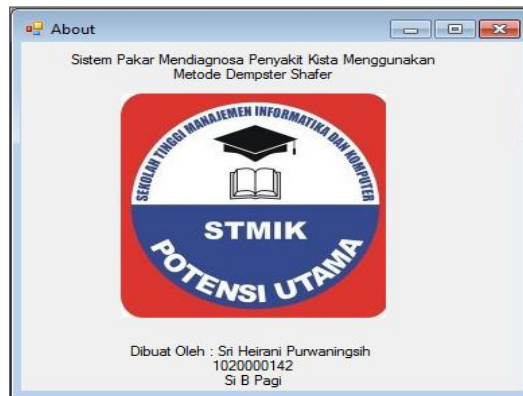 About
Sistem Pakar Mendiagnosa Penyakit Kista Menggunakan
Metode Dempster Shafer
SEKOLAH TINGGI MANAJEMEN INFORMATIKA DAN KOMPUTER
STMIK
POTENSI UTAMA
Dibuat Oleh : Sri Heirani Purwaningsih
1020000142
Si B Pagi